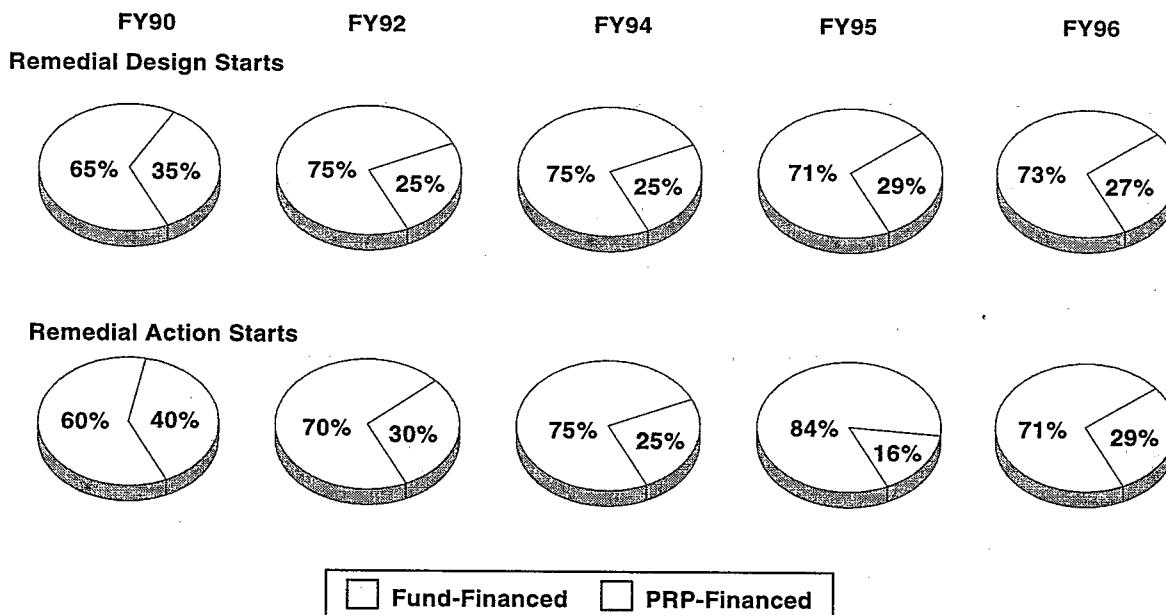 FY90 FY92 FY94 FY95 FY96
Remedial Design Starts
65% 35% 75% 25% 75% 25% 71% 29% 73% 27%
Remedial Action Starts
60% 40% 70% 30% 75% 25% 84% 16% 71% 29%
Fund-Financed PRP-Financed